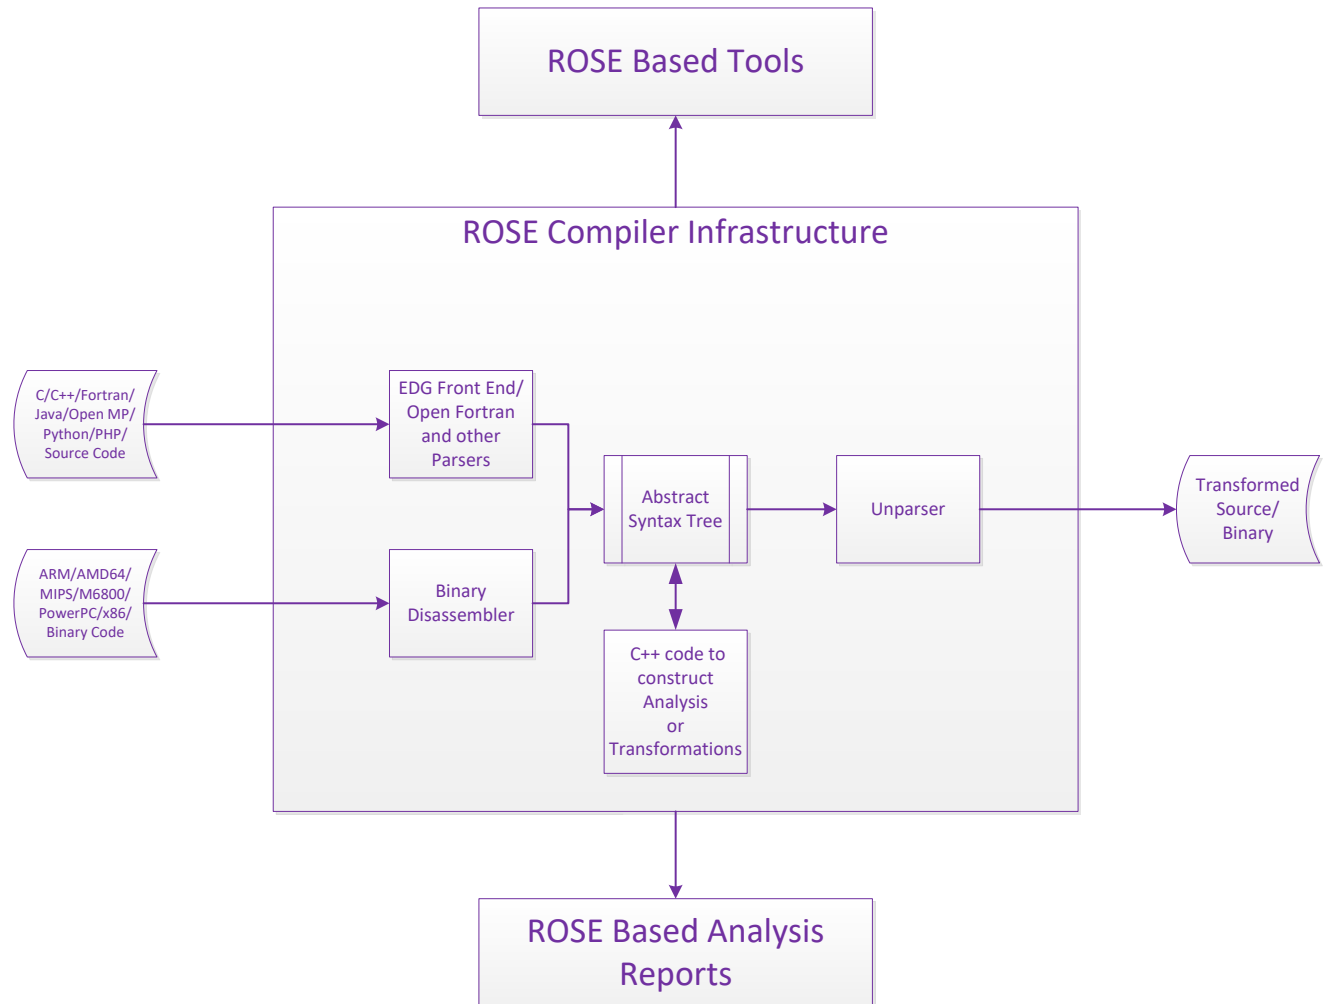 ROSE Based Tools
ROSE Compiler Infrastructure
C/C++/Fortran/
Java/Open MP/
Python/PHP/
Source Code
EDG Front End/
Open Fortran
and other
Parsers
Abstract
Syntax Tree
Unparser
Transformed
Source/
Binary
ARM/AMD64/
MIPS/M6800/
PowerPC/x86/
Binary Code
Binary
Disassembler
C++ code to
construct
Analysis
or
Transformations
ROSE Based Analysis
Reports